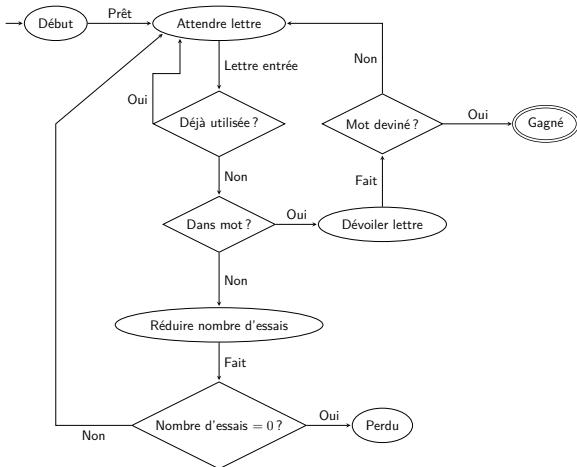 Début
Prêt
Attendre lettre
Lettre entrée
Non
Oui
Déjà utilisée ?
Mot deviné ?
Oui
Gagné
Non
Fait
Dans mot ?
Oui
Dévoiler lettre
Non
Réduire nombre d'essais
Fait
Nombre d'essais = 0 ?
Oui
Perdu
Non